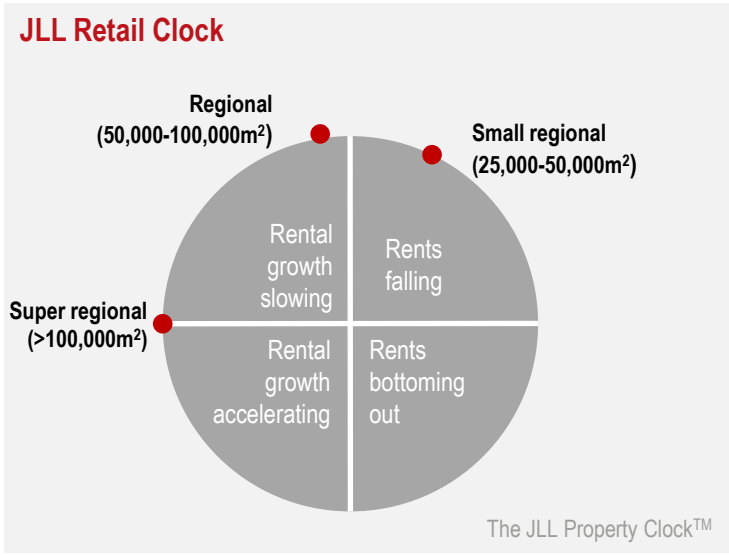 JLL Retail Clock
Regional
(50,000-100,000m²)
Small regional
(25,000-50,000m²)
Rental
growth
slowing
Rents
falling
Super regional
(>100,000m²)
Rental
growth
accelerating
Rents
bottoming
out
The JLL Property Clock™